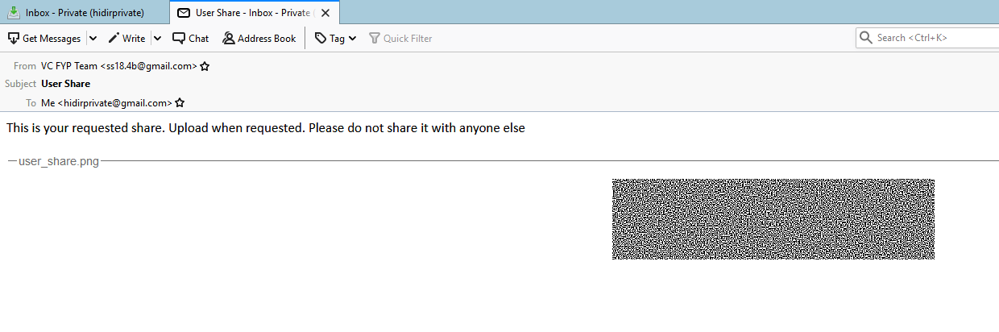 Inbox - Private (hidirprivate)
User Share - Inbox - Private (
Get Messages
Write
Chat
Address Book
Tag
Quick Filter
Search <Ctrl+K>
From VC FYP Team <ss18.4b@gmail.com>
Subject User Share
To Me <hidirprivate@gmail.com>
This is your requested share. Upload when requested. Please do not share it with anyone else
user_share.png